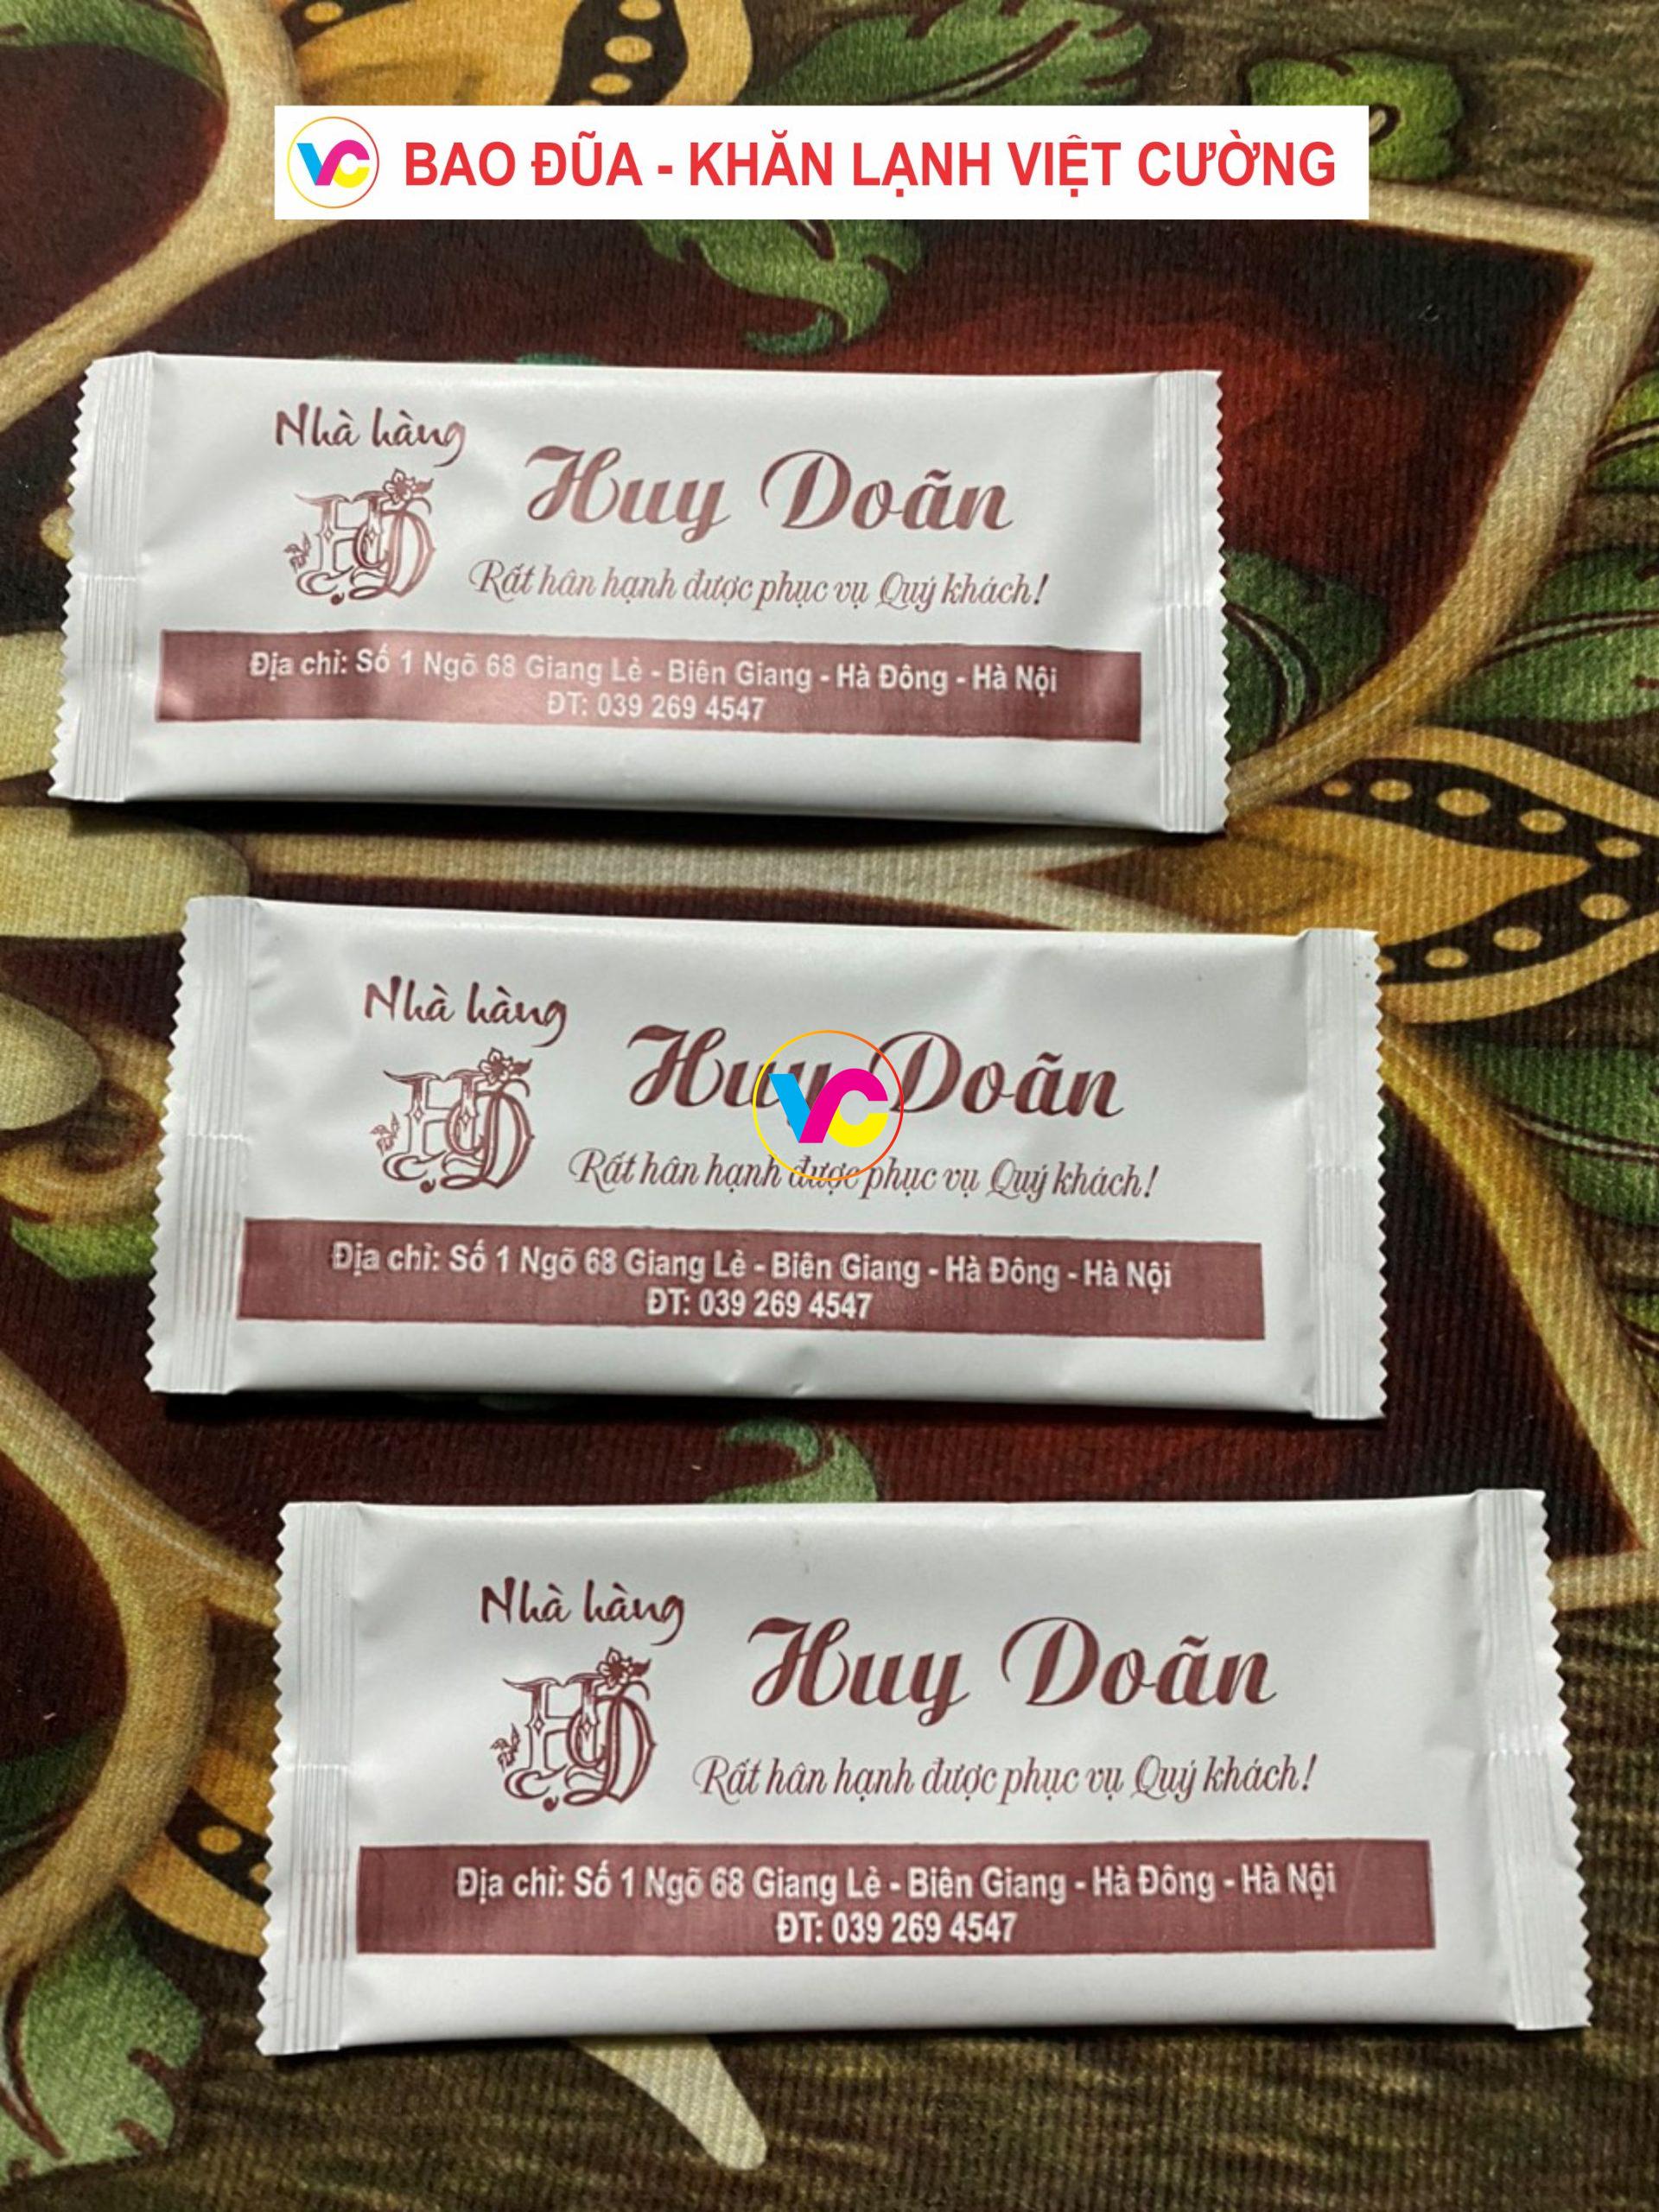 VC BAO ĐŨA - KHĂN LẠNH VIỆT CƯỜNG
Nhà hàng
HD
Huy Doãn
Rất hân hạnh được phục vụ Quý khách!
Địa chỉ: Số 1 Ngõ 68 Giang Lẻ - Biên Giang - Hà Đông - Hà Nội
ĐT: 039 269 4547
Nhà hàng
HD
Huy Doãn
VC
Rất hân hạnh được phục vụ Quý khách!
Địa chỉ: Số 1 Ngõ 68 Giang Lẻ - Biên Giang - Hà Đông - Hà Nội
ĐT: 039 269 4547
Nhà hàng
HD
Huy Doãn
Rất hân hạnh được phục vụ Quý khách!
Địa chỉ: Số 1 Ngõ 68 Giang Lẻ - Biên Giang - Hà Đông - Hà Nội
ĐT: 039 269 4547